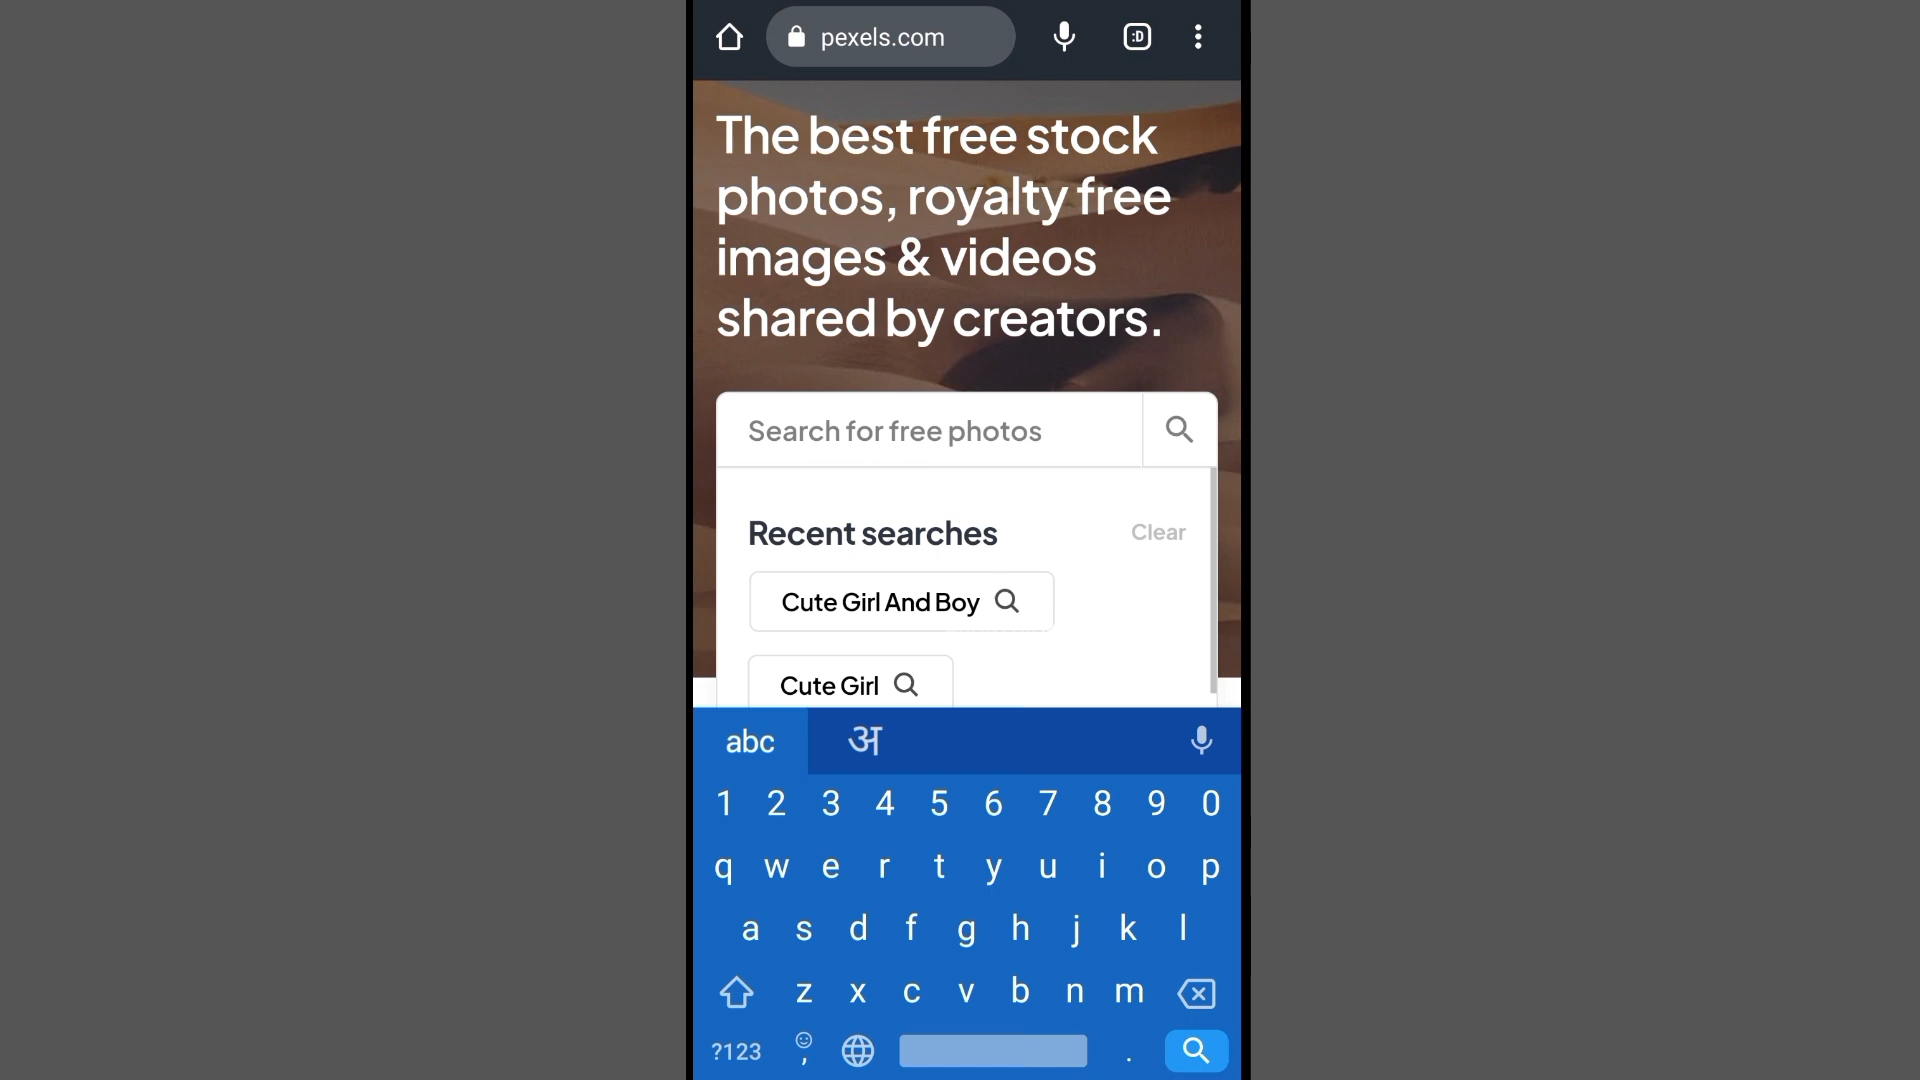 pexels.com
:D
The best free stock
photos, royalty free
images & videos
shared by creators.
Search for free photos
Recent searches
Clear
Cute Girl And Boy
Cute Girl
abc
अ
1 2 3 4 5 6 7 8 9 0
q w e r t y u i o p
a s d f g h j k l
z x c v b n m
?123 , .